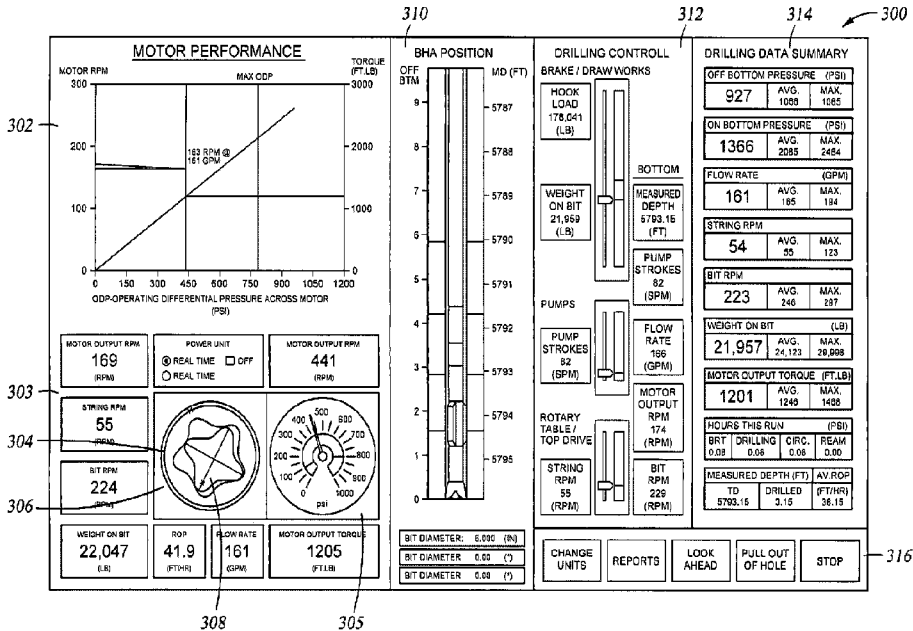 300
310
312
314
302
303
304
306
308
305
316
MOTOR PERFORMANCE
MOTOR RPM
MAX ODP
TORQUE
(FT.LB)
300
200
100
0
3000
2000
1000
0
163 RPM @
161 GPM
0 150 300 450 600 750 900 1050 1200
GDP-OPERATING DIFFERENTIAL PRESSURE ACROSS MOTOR
(PSI)
MOTOR OUTPUT RPM
169
(RPM)
POWER UNIT
REAL TIME OFF
REAL TIME
MOTOR OUTPUT RPM
441
(RPM)
STRING RPM
55
(RPM)
BIT RPM
224
(RPM)
0 100 200 300 400 500 600 700 800 900 1000
psi
WEIGHT ON BIT
22,047
(LB)
ROP
41.9
(FT/HR)
FLOW RATE
161
(GPM)
MOTOR OUTPUT TORQUE
1205
(FT.LB)
BHA POSITION
OFF
BTM
MD (FT)
9
8
7
6
5
4
3
2
1
0
5787
5788
5789
5790
5791
5792
5793
5794
5795
BIT DIAMETER: 6.000 (IN)
BIT DIAMETER 0.00 (")
BIT DIAMETER 0.00 (")
DRILLING CONTROLL
BRAKE / DRAW WORKS
HOOK
LOAD
178,041
(LB)
WEIGHT
ON BIT
21,959
(LB)
BOTTOM
MEASURED
DEPTH
5793.15
(FT)
PUMP
STROKES
82
(SPM)
PUMPS
PUMP
STROKES
82
(SPM)
FLOW
RATE
166
(GPM)
MOTOR
OUTPUT
RPM
174
(RPM)
ROTARY
TABLE /
TOP DRIVE
STRING
RPM
55
(RPM)
BIT
RPM
229
(RPM)
DRILLING DATA SUMMARY
OFF BOTTOM PRESSURE (PSI)
927 AVG. MAX.
ON BOTTOM PRESSURE (PSI)
1366 AVG. 2085 MAX. 2484
FLOW RATE (GPM)
161 AVG. 165 MAX. 194
STRING RPM
54 AVG. 55 MAX. 123
BIT RPM
223 AVG. 246 MAX. 297
WEIGHT ON BIT (LB)
21,957 AVG. 24,123 MAX. 29,998
MOTOR OUTPUT TORQUE (FT.LB)
1201 AVG. 1246 MAX.
HOURS THIS RUN (PSI)
BRT DRILLING CIRC. REAM
0.08 0.08 0.08 0.00
MEASURED DEPTH (FT) AV.ROP
TD DRILLED (FT/HR)
5793.15 3.15 36.15
CHANGE
UNITS
REPORTS
LOOK
AHEAD
PULL OUT
OF HOLE
STOP